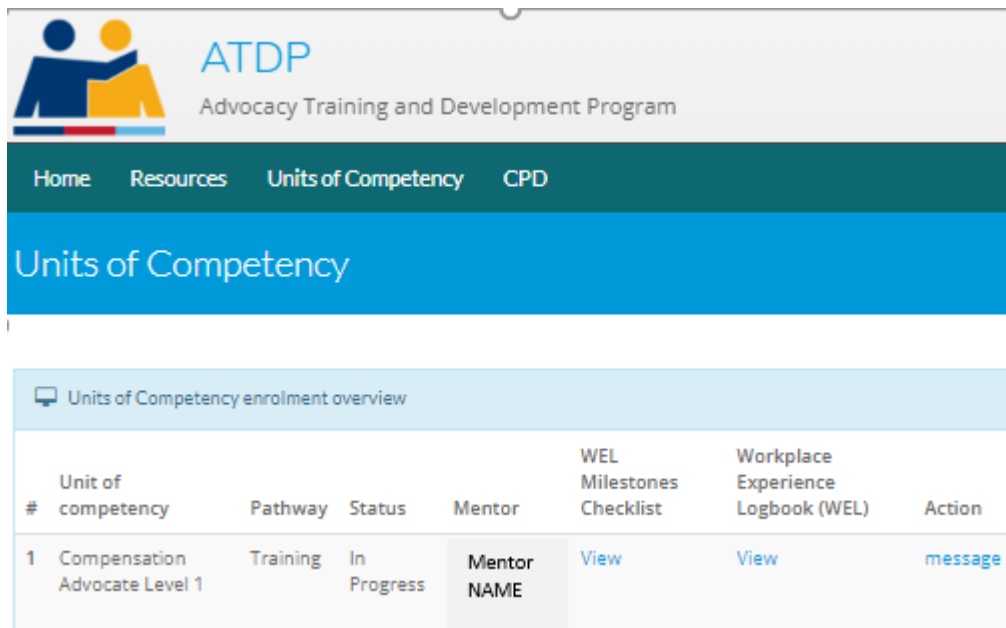 ATDP
Advocacy Training and Development Program
Home Resources Units of Competency CPD
Units of Competency
Units of Competency enrolment overview
# Unit of competency Pathway Status Mentor WEL Milestones Checklist Workplace Experience Logbook (WEL) Action
1 Compensation Advocate Level 1 Training In Progress Mentor NAME View View message